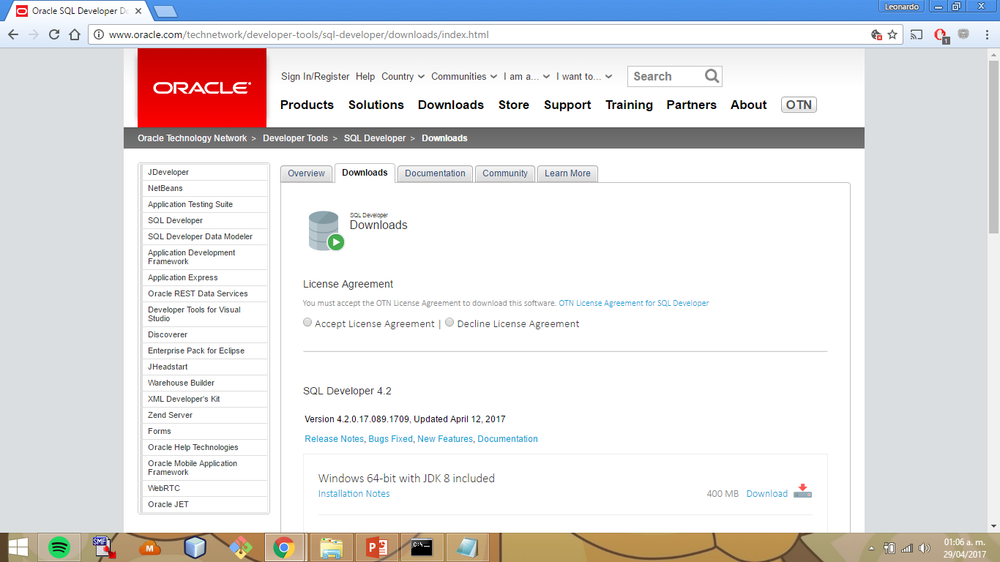 Oracle SQL Developer Do
Leonardo
www.oracle.com/technetwork/developer-tools/sql-developer/downloads/index.html
1
ORACLE
Sign In/Register Help Country Communities I am a... I want to... Search
Products Solutions Downloads Store Support Training Partners About OTN
Oracle Technology Network > Developer Tools > SQL Developer > Downloads
JDeveloper
NetBeans
Application Testing Suite
SQL Developer
SQL Developer Data Modeler
Application Development
Framework
Application Express
Oracle REST Data Services
Developer Tools for Visual
Studio
Discoverer
Enterprise Pack for Eclipse
JHeadstart
Warehouse Builder
XML Developer's Kit
Zend Server
Forms
Oracle Help Technologies
Oracle Mobile Application
Framework
WebRTC
Oracle JET
Overview Downloads Documentation Community Learn More
SQL Developer
Downloads
License Agreement
You must accept the OTN License Agreement to download this software. OTN License Agreement for SQL Developer
Accept License Agreement | Decline License Agreement
SQL Developer 4.2
Version 4.2.0.17.089.1709, Updated April 12, 2017
Release Notes, Bugs Fixed, New Features, Documentation
Windows 64-bit with JDK 8 included
Installation Notes 400 MB Download
SMF
C:\
01:06 a. m.
29/04/2017